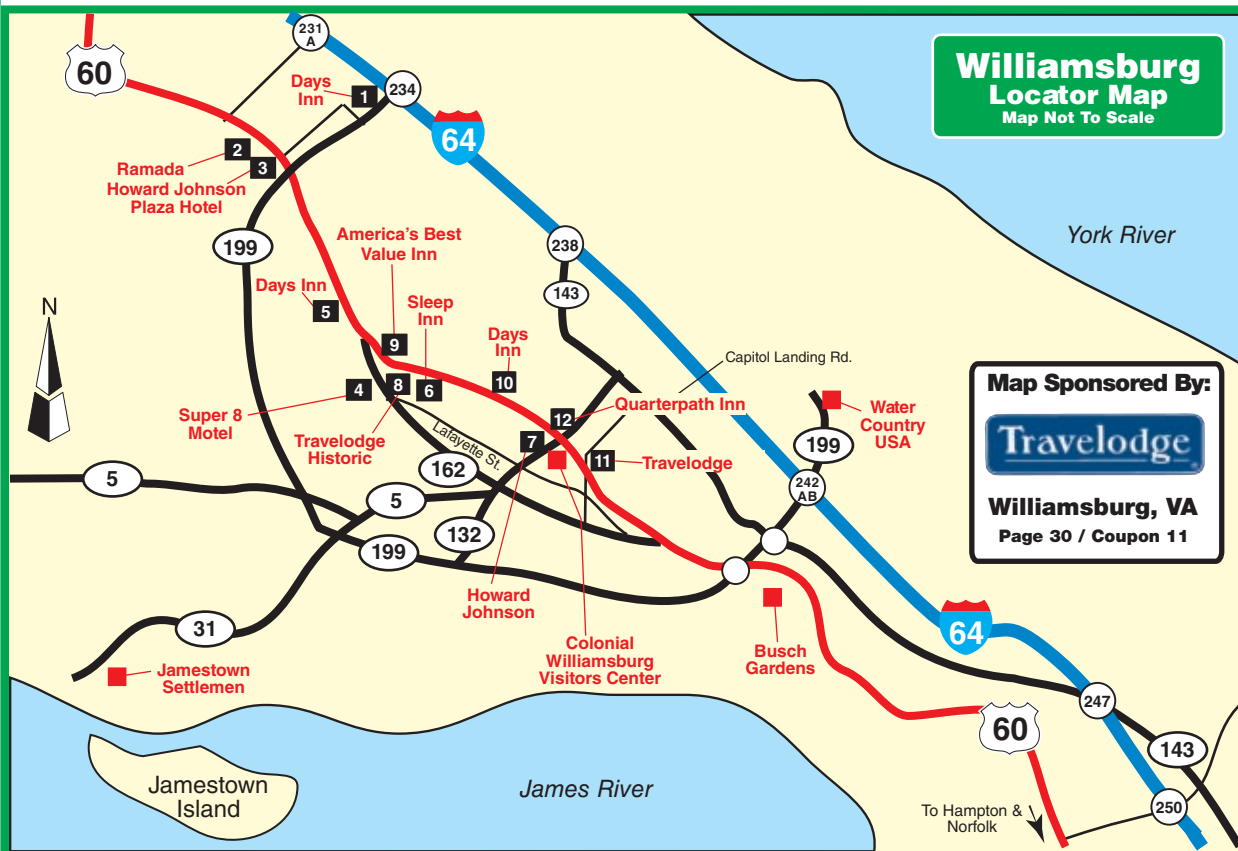 231
A
60
Days
Inn
1
234
Williamsburg
Locator Map
Map Not To Scale
64
2
Ramada
3
Howard Johnson
Plaza Hotel
199
York River
America's Best
Value Inn
238
143
Days Inn
5
Sleep
Inn
N
9
Days
Inn
10
Capitol Landing Rd.
4
8
6
Super 8
Motel
Travelodge
Historic
Lafayette St.
12
Quarterpath Inn
7
11
Travelodge
Water
Country
USA
199
Map Sponsored By:
Travelodge
Williamsburg, VA
Page 30 / Coupon 11
5
162
5
242
AB
132
199
Howard
Johnson
31
Colonial
Williamsburg
Visitors Center
Busch
Gardens
64
Jamestown
Settlemen
247
60
143
Jamestown
Island
James River
To Hampton &
Norfolk
250